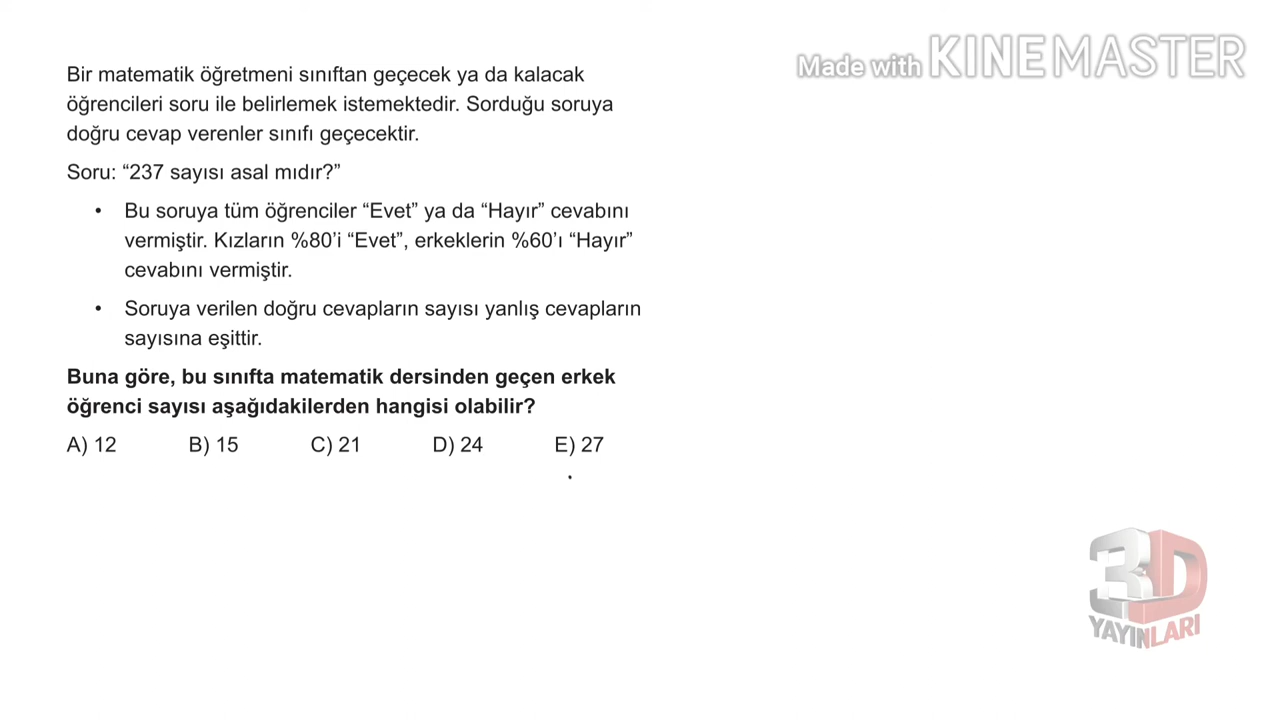 Made with KINEMASTER
Bir matematik öğretmeni sınıftan geçecek ya da kalacak
öğrencileri soru ile belirlemek istemektedir. Sorduğu soruya
doğru cevap verenler sınıfı geçecektir.
Soru: “237 sayısı asal mıdır?”
• Bu soruya tüm öğrenciler “Evet” ya da “Hayır” cevabını
vermiştir. Kızların %80’i “Evet”, erkeklerin %60’ı “Hayır”
cevabını vermiştir.
• Soruya verilen doğru cevapların sayısı yanlış cevapların
sayısına eşittir.
Buna göre, bu sınıfta matematik dersinden geçen erkek
öğrenci sayısı aşağıdakilerden hangisi olabilir?
A) 12 B) 15 C) 21 D) 24 E) 27
3D
YAYINLARI